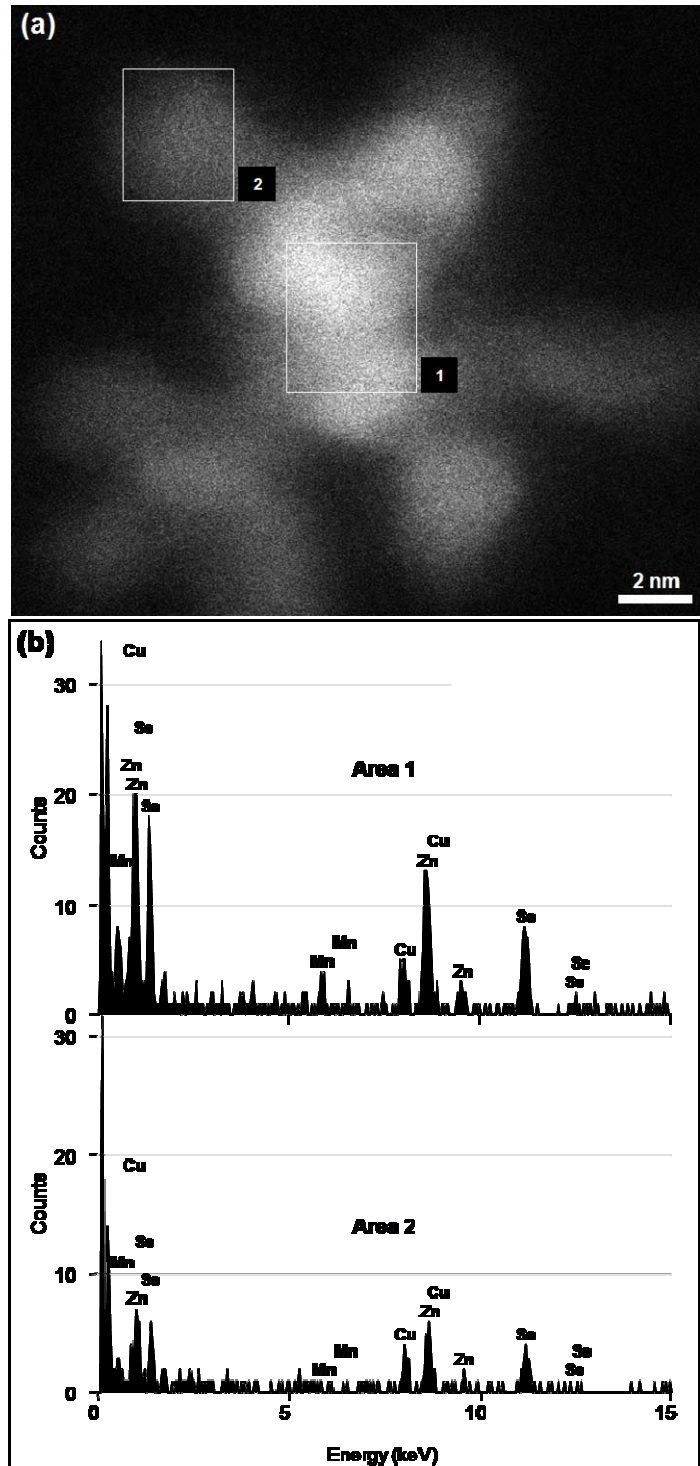 (a)
2
1
2 nm
(b)
Cu
30
Se
Area 1
Zn
Zn
20
Se
Counts
Cu
Mn
Zn
10
Se
Mn
Cu
Mn
Se
Zn
Se
0
30
20
Cu
Counts
Area 2
Se
Mn
10
Se
Zn
Cu
Zn
Cu
Se
Mn
Se
Zn
Mn
Se
0
0 5 10 15
Energy (keV)